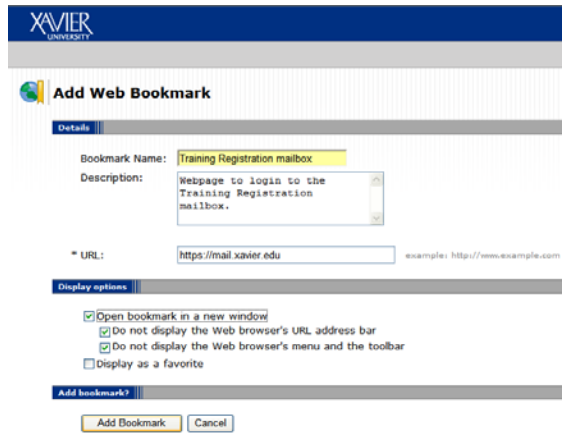 XAVIER
UNIVERSITY
Add Web Bookmark
Details
Bookmark Name: Training Registration mailbox
Description: Webpage to login to the
Training Registration
mailbox.
* URL: https://mail.xavier.edu example: http://www.example.com
Display options
Open bookmark in a new window
Do not display the Web browser's URL address bar
Do not display the Web browser's menu and the toolbar
Display as a favorite
Add bookmark?
Add Bookmark Cancel